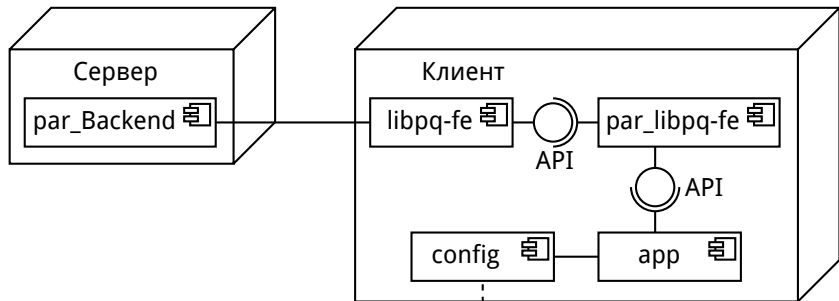 Сервер
par_Backend
Клиент
libpq-fe
API
par_libpq-fe
API
config
app